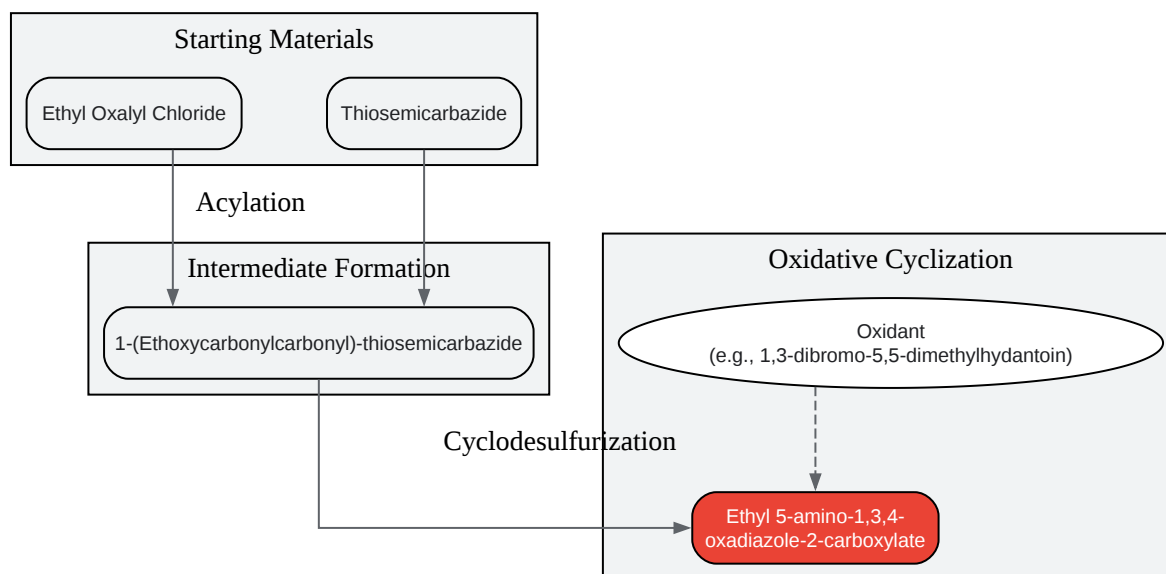 Starting Materials
Ethyl Oxalyl Chloride
Thiosemicarbazide
Acylation
Intermediate Formation
1-(Ethoxycarbonylcarbonyl)-thiosemicarbazide
Oxidative Cyclization
Oxidant
(e.g., 1,3-dibromo-5,5-dimethylhydantoin)
Cyclodesulfurization
Ethyl 5-amino-1,3,4-
oxadiazole-2-carboxylate